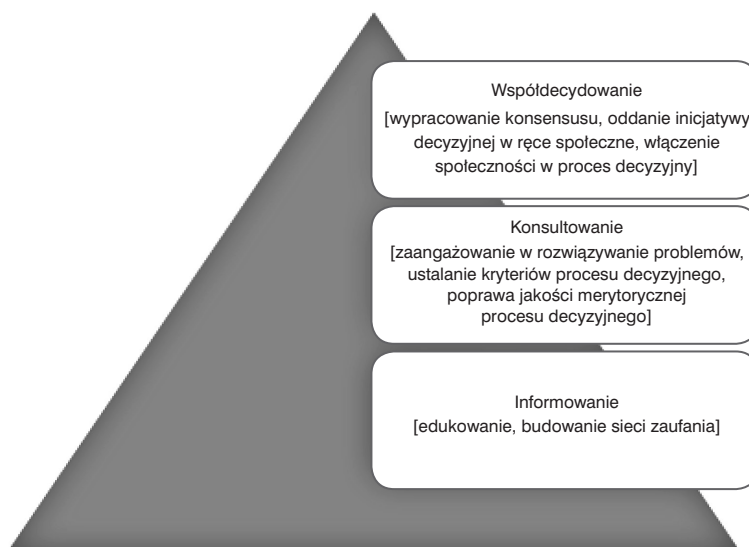 Współdecydowanie
[wypracowanie konsensusu, oddanie inicjatywy
decyzyjnej w ręce społeczne, włączenie
społeczności w proces decyzyjny]
Konsultowanie
[zaangażowanie w rozwiązywanie problemów,
ustalanie kryteriów procesu decyzyjnego,
poprawa jakości merytorycznej
procesu decyzyjnego]
Informowanie
[edukowanie, budowanie sieci zaufania]